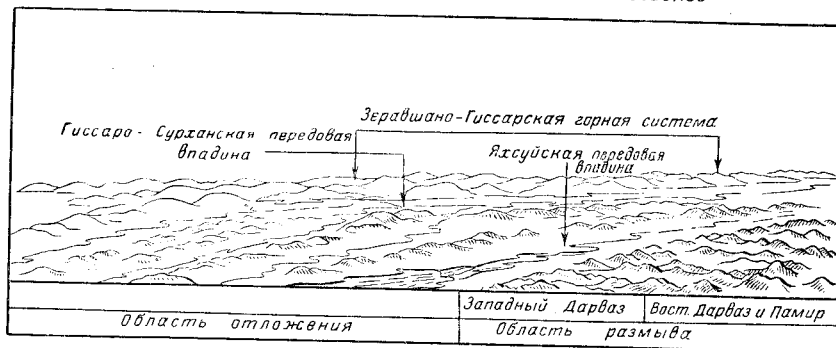 Зеравшано-Гиссарская горная система
Гиссаро-Сурханская передовая
впадина
Яхсуйская передовая
впадина
Западный Дарваз
Вост. Дарваз и Памир
Область отложения
Область размыва